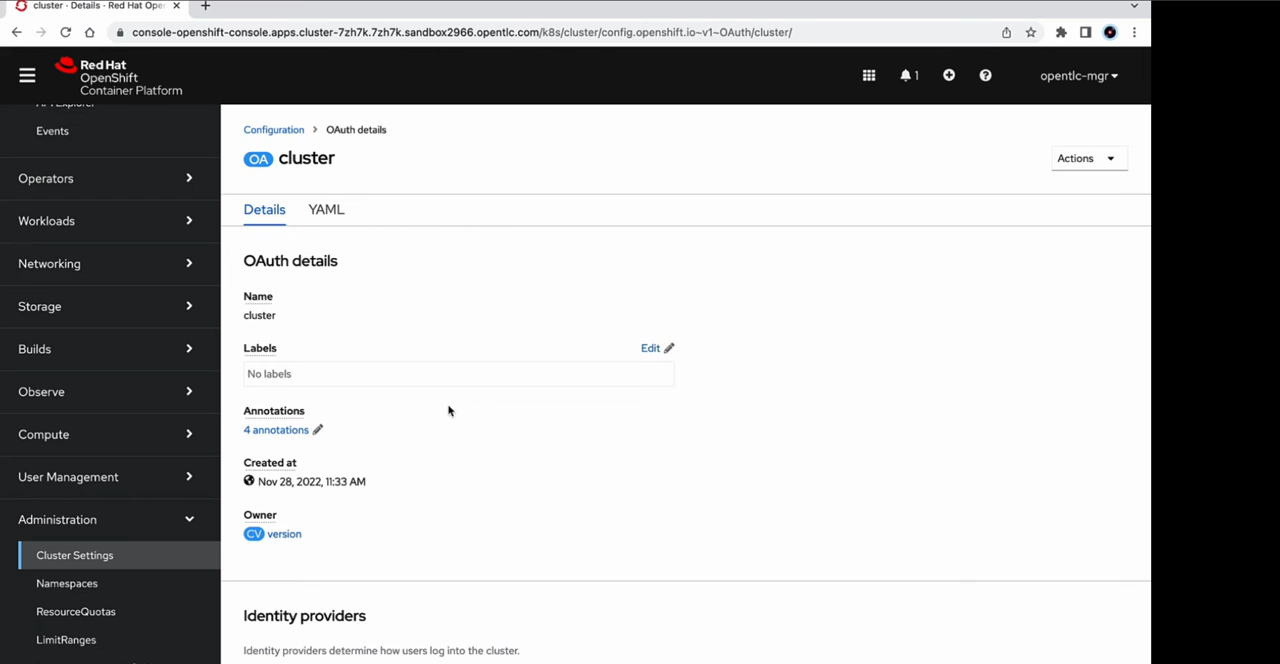 cluster - Details - Red Hat Ope
console-openshift-console.apps.cluster-7zh7k.7zh7k.sandbox2966.opentlc.com/k8s/cluster/config.openshift.io~v1~OAuth/cluster/
Red Hat
OpenShift
Container Platform
1
opentlc-mgr
API Explorer
Events
Operators
Workloads
Networking
Storage
Builds
Observe
Compute
User Management
Administration
Cluster Settings
Namespaces
ResourceQuotas
LimitRanges
Configuration > OAuth details
OA cluster
Actions
Details YAML
OAuth details
Name
cluster
Labels Edit
No labels
Annotations
4 annotations
Created at
Nov 28, 2022, 11:33 AM
Owner
CV version
Identity providers
Identity providers determine how users log into the cluster.